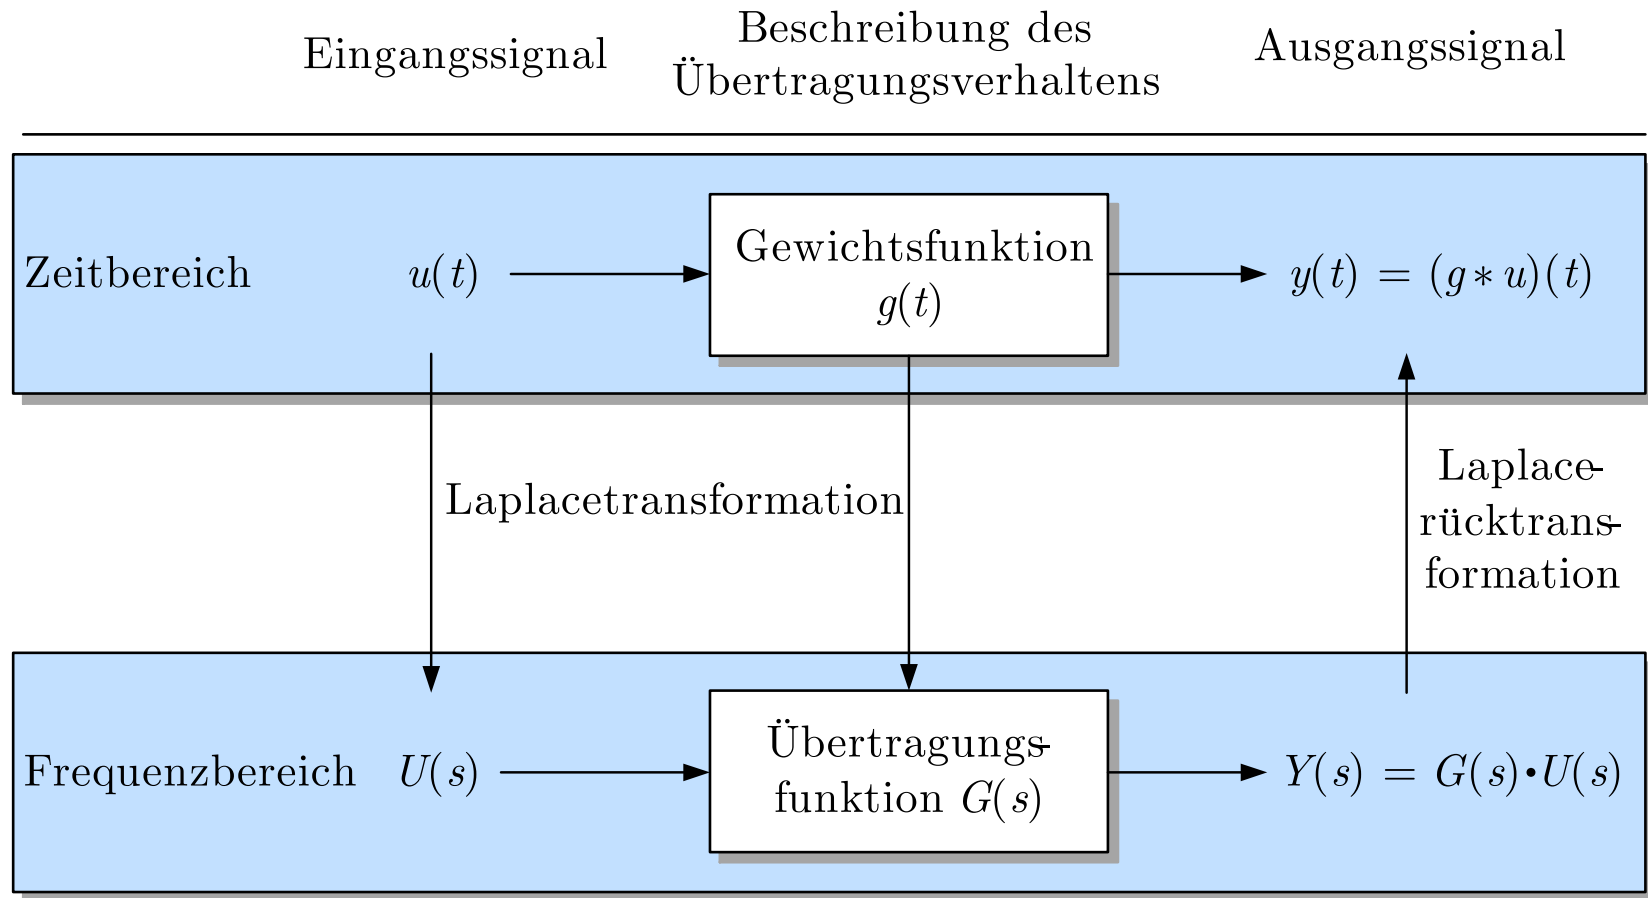 Eingangssignal
Beschreibung des
Übertragungsverhaltens
Ausgangssignal
Zeitbereich
u(t)
Gewichtsfunktion
g(t)
y(t) = (g * u)(t)
Laplacetransformation
Laplace-
rücktrans-
formation
Frequenzbereich
U(s)
Übertragungs-
funktion G(s)
Y(s) = G(s)•U(s)